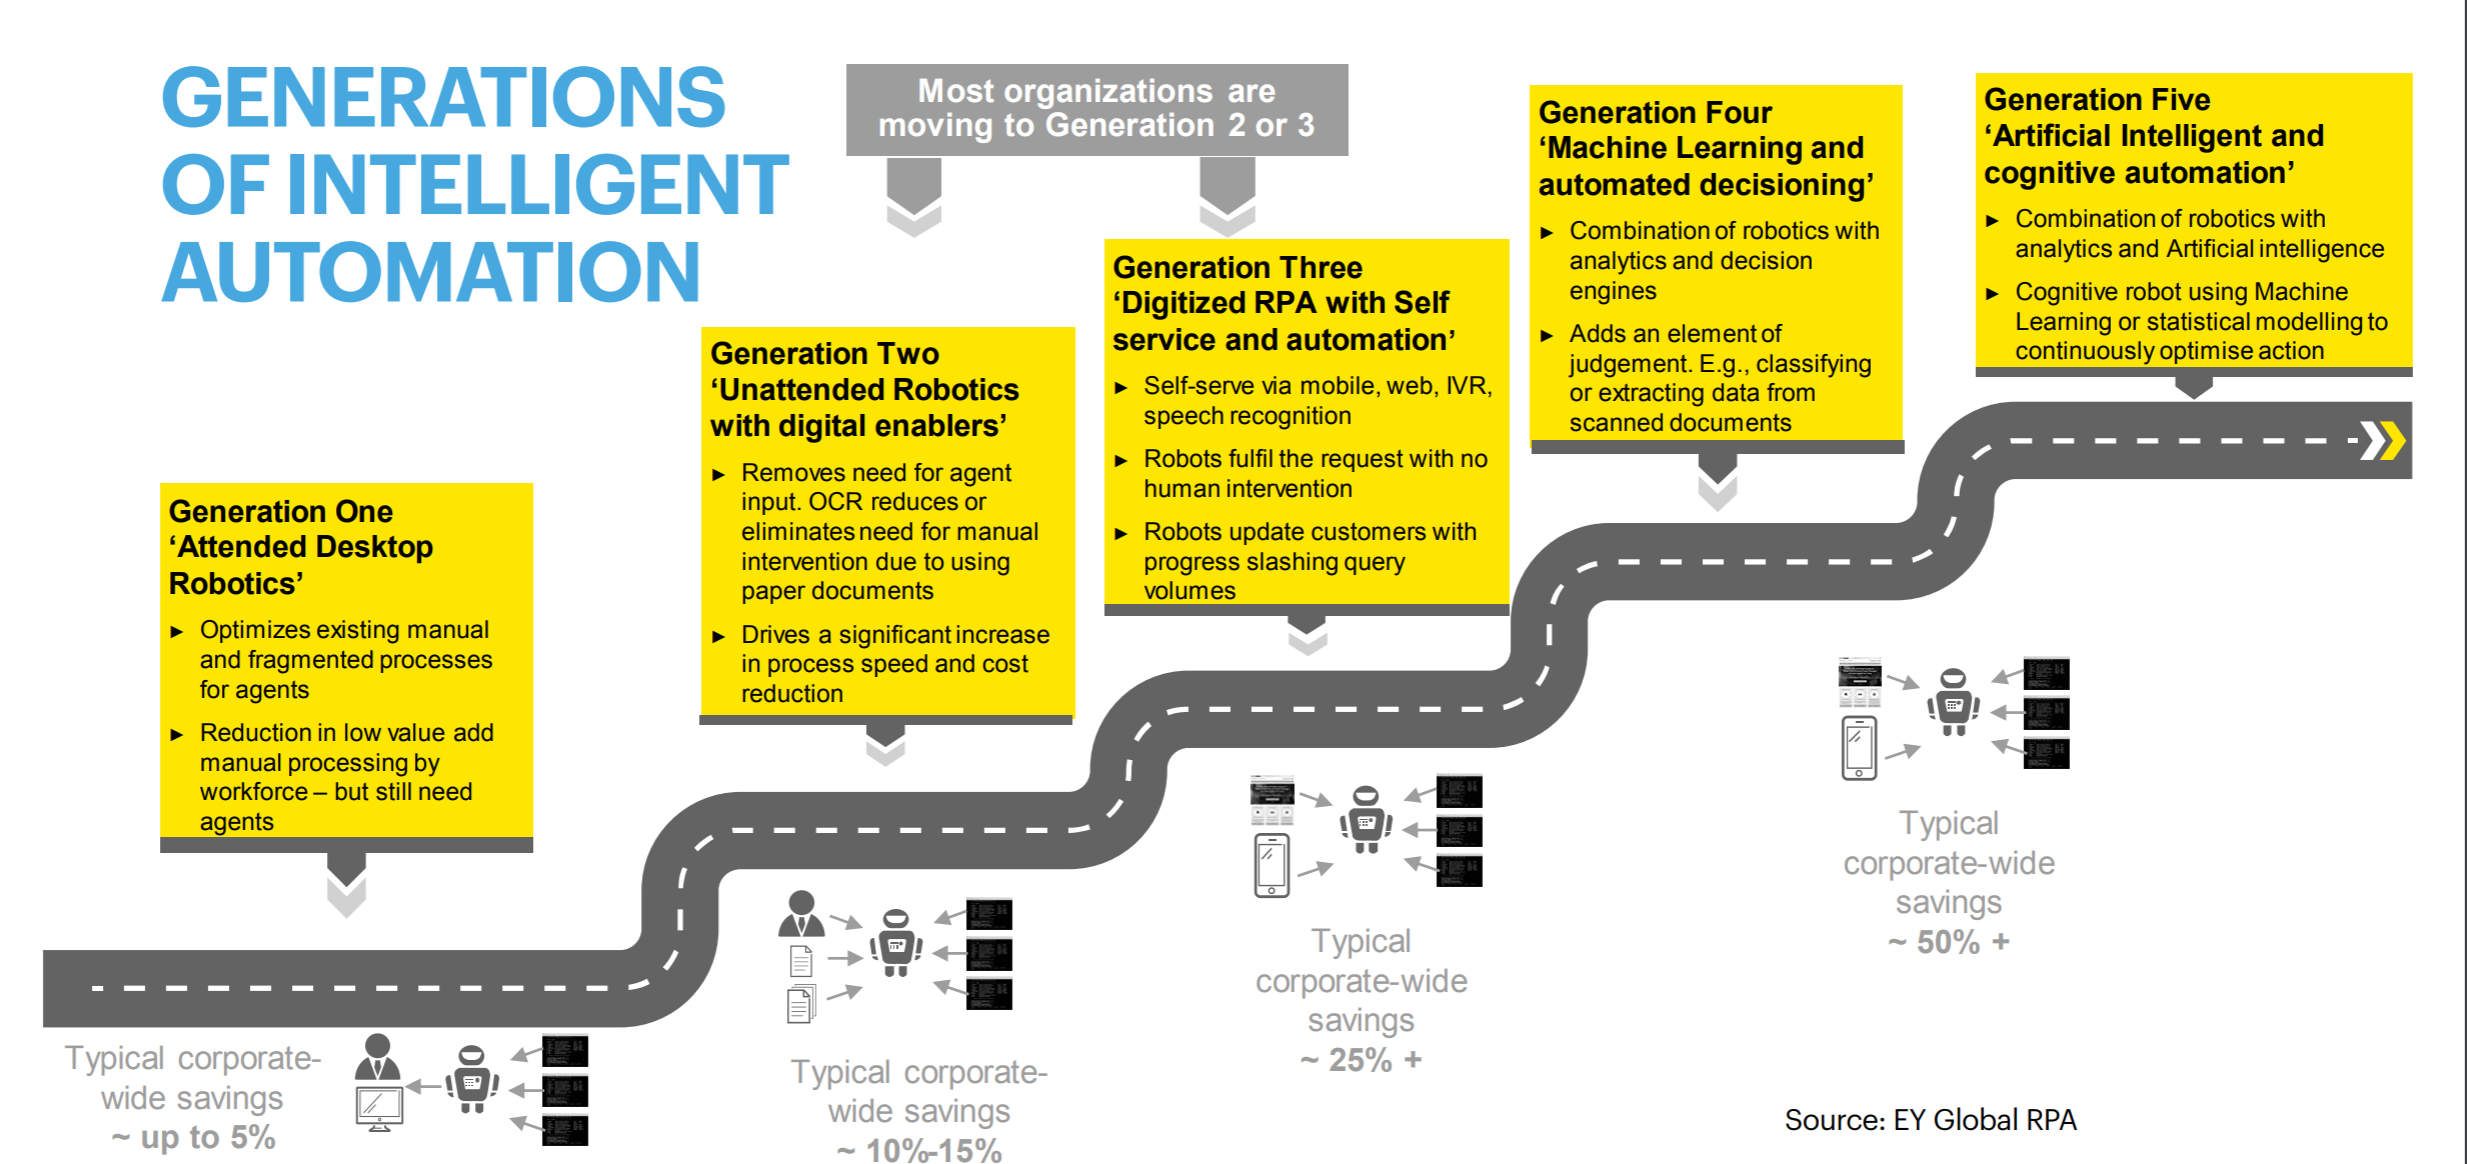 GENERATIONS
OF INTELLIGENT
AUTOMATION
Most organizations are
moving to Generation 2 or 3
Generation One
‘Attended Desktop
Robotics’
► Optimizes existing manual
and fragmented processes
for agents
► Reduction in low value add
manual processing by
workforce – but still need
agents
Generation Two
‘Unattended Robotics
with digital enablers’
► Removes need for agent
input. OCR reduces or
eliminates need for manual
intervention due to using
paper documents
► Drives a significant increase
in process speed and cost
reduction
Generation Three
‘Digitized RPA with Self
service and automation’
► Self-serve via mobile, web, IVR,
speech recognition
► Robots fulfil the request with no
human intervention
► Robots update customers with
progress slashing query
volumes
Generation Four
‘Machine Learning and
automated decisioning’
► Combination of robotics with
analytics and decision
engines
► Adds an element of
judgement. E.g., classifying
or extracting data from
scanned documents
Generation Five
‘Artificial Intelligent and
cognitive automation’
► Combination of robotics with
analytics and Artificial intelligence
► Cognitive robot using Machine
Learning or statistical modelling to
continuously optimise action
Typical corporate-
wide savings
~ up to 5%
Typical corporate-
wide savings
~ 10%-15%
Typical
corporate-wide
savings
~ 25% +
Typical
corporate-wide
savings
~ 50% +
Source: EY Global RPA